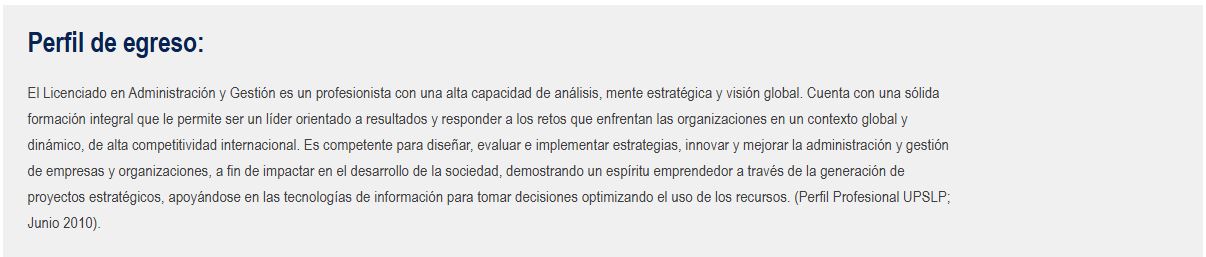 Perfil de egreso:
El Licenciado en Administración y Gestión es un profesionista con una alta capacidad de análisis, mente estratégica y visión global. Cuenta con una sólida
formación integral que le permite ser un líder orientado a resultados y responder a los retos que enfrentan las organizaciones en un contexto global y
dinámico, de alta competitividad internacional. Es competente para diseñar, evaluar e implementar estrategias, innovar y mejorar la administración y gestión
de empresas y organizaciones, a fin de impactar en el desarrollo de la sociedad, demostrando un espíritu emprendedor a través de la generación de
proyectos estratégicos, apoyándose en las tecnologías de información para tomar decisiones optimizando el uso de los recursos. (Perfil Profesional UPSLP;
Junio 2010).